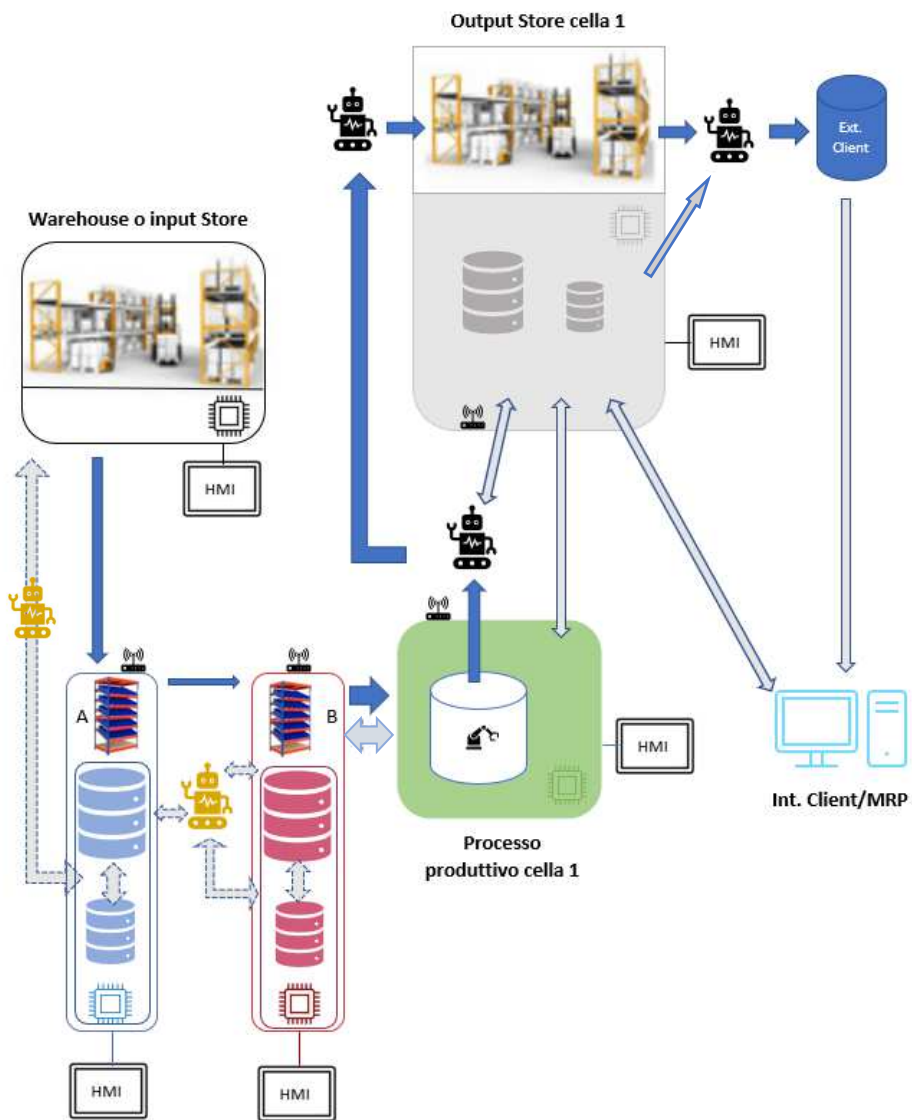 Output Store cella 1
Ext.
Client
Warehouse o input Store
HMI
HMI
A
B
HMI
Processo
produttivo cella 1
Int. Client/MRP
HMI
HMI